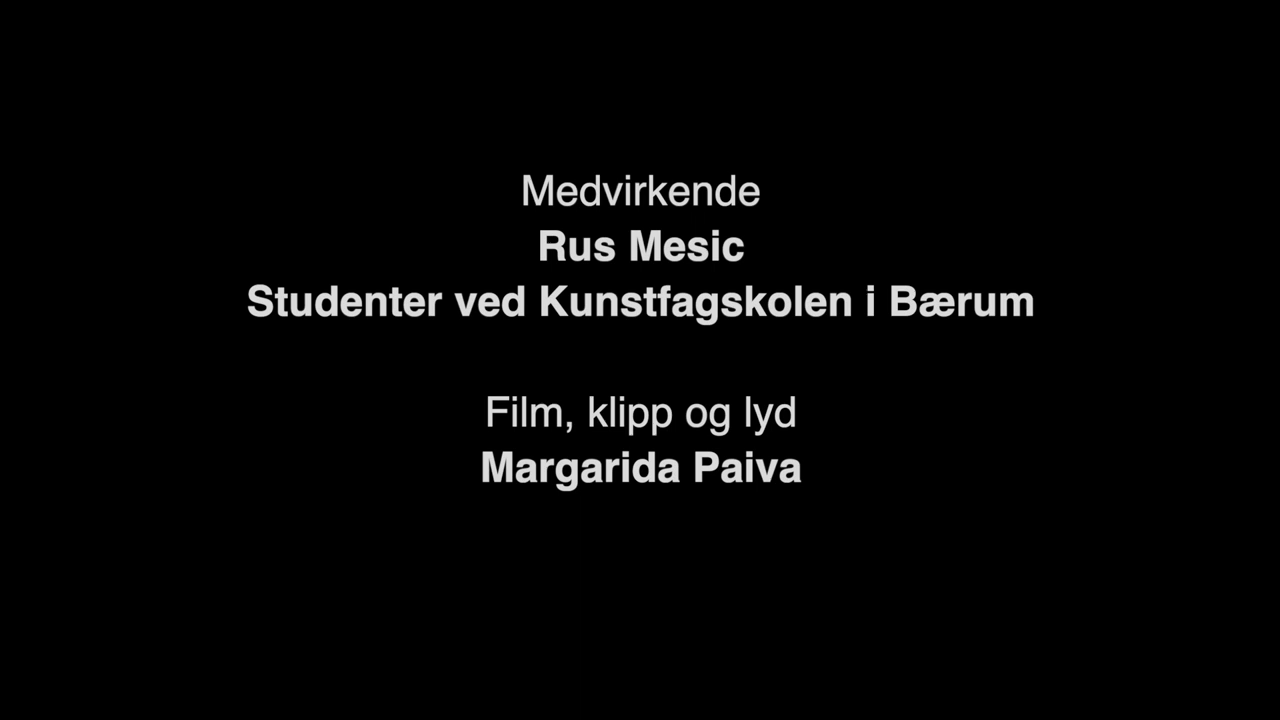 Medvirkende
Rus Mesic
Studenter ved Kunstfagskolen i Bærum
Film, klipp og lyd
Margarida Paiva